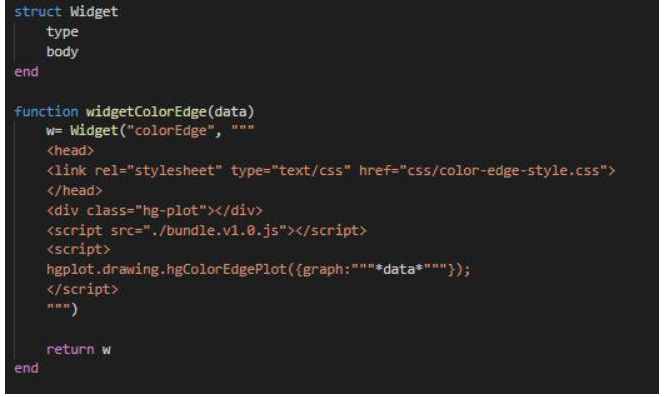 struct Widget
    type
    body
end
function widgetColorEdge(data)
    w= Widget("colorEdge", """
    <head>
    <link rel="stylesheet" type="text/css" href="css/color-edge-style.css">
    </head>
    <div class="hg-plot"></div>
    <script src="./bundle.v1.0.js"></script>
    <script>
    hgplot.drawing.hgColorEdgePlot({graph:"""*data*"""});
    </script>
    """)
    return w
end